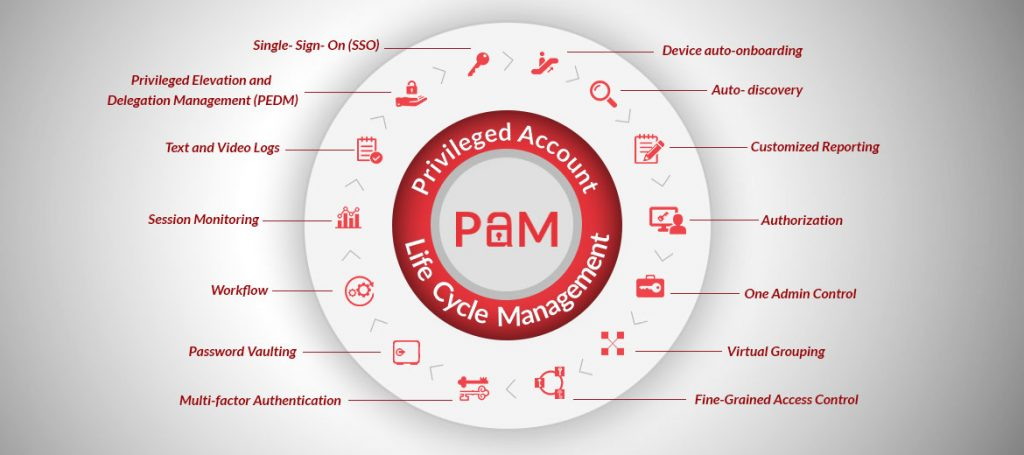 Single- Sign- On (SSO)
Device auto-onboarding
Privileged Elevation and
Delegation Management (PEDM)
Auto- discovery
Text and Video Logs
Customized Reporting
Session Monitoring
Authorization
Workflow
One Admin Control
Password Vaulting
Virtual Grouping
Multi-factor Authentication
Fine-Grained Access Control
Privileged Account
PaM
Life Cycle Management